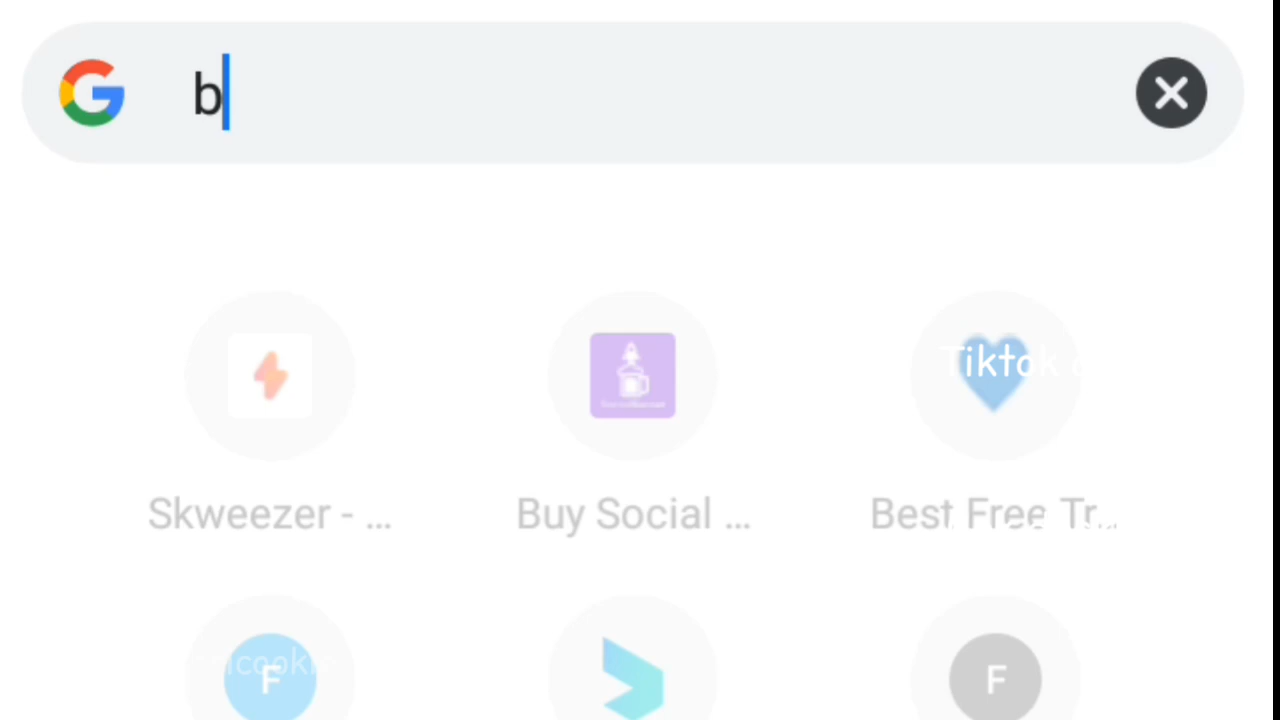 b
Tiktok
Skweezer - ...
Buy Social ...
Best Free Tr...
F
F